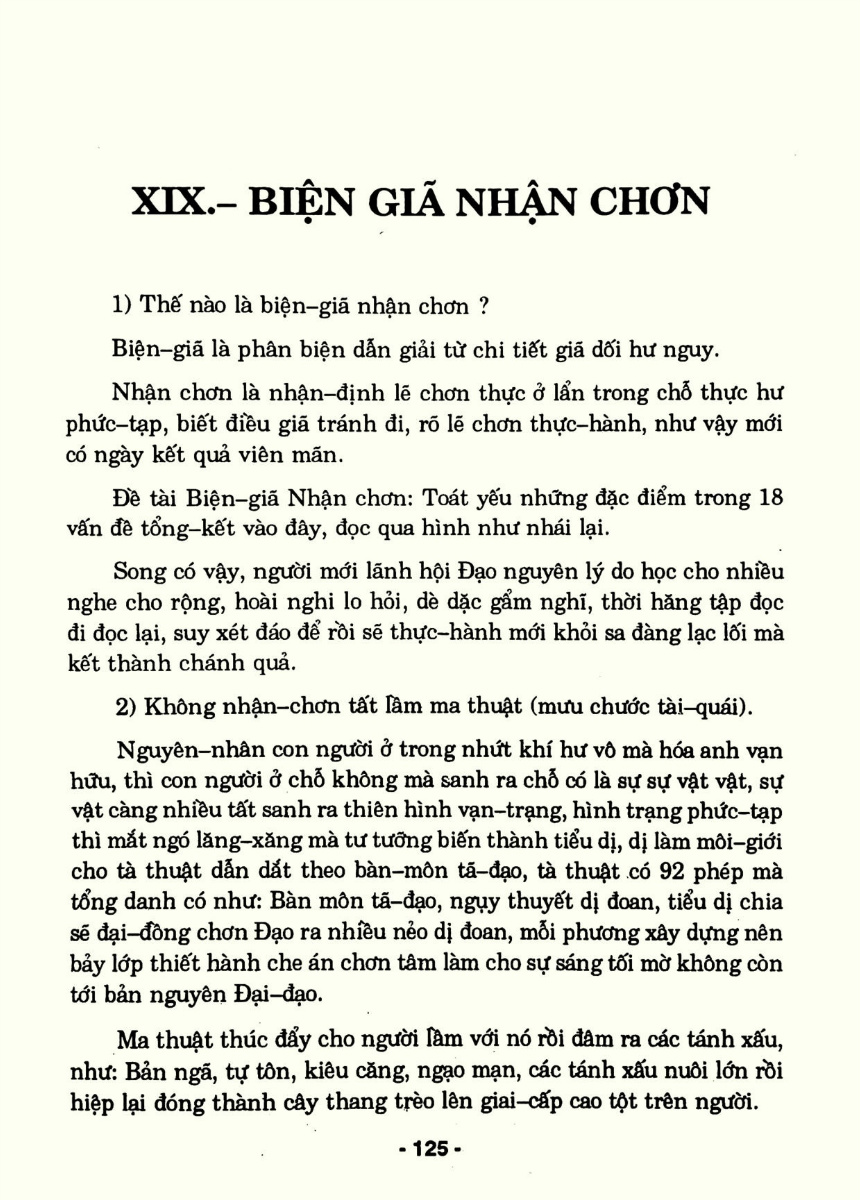 XIX.– BIỆN GIÃ NHẬN CHƠN
1) Thế nào là biện–giã nhận chơn ?
Biện–giã là phân biện dẫn giải từ chi tiết giã dối hư nguy.
Nhận chơn là nhận–định lẽ chơn thực ở lẩn trong chỗ thực hư
phức–tạp, biết điều giã tránh đi, rõ lẽ chơn thực–hành, như vậy mới
có ngày kết quả viên mãn.
Đề tài Biện–giã Nhận chơn: Toát yếu những đặc điểm trong 18
vấn đề tổng–kết vào đây, đọc qua hình như nhái lại.
Song có vậy, người mới lãnh hội Đạo nguyên lý do học cho nhiều
nghe cho rộng, hoài nghi lo hỏi, dè dặc gẩm nghĩ, thời hăng tập đọc
đi đọc lại, suy xét đáo để rồi sẽ thực–hành mới khỏi sa đàng lạc lối mà
kết thành chánh quả.
2) Không nhận–chơn tất lầm ma thuật (mưu chước tài–quái).
Nguyên–nhân con người ở trong nhứt khí hư vô mà hóa anh vạn
hữu, thì con người ở chỗ không mà sanh ra chỗ có là sự sự vật vật, sự
vật càng nhiều tất sanh ra thiên hình vạn–trạng, hình trạng phức–tạp
thì mắt ngó lăng–xăng mà tư tưỡng biến thành tiểu dị, dị làm môi–giới
cho tà thuật dẫn dắt theo bàn–môn tã–đạo, tà thuật có 92 phép mà
tổng danh có như: Bàn môn tã–đạo, ngụy thuyết dị đoan, tiểu dị chia
sẽ đại–đồng chơn Đạo ra nhiều nẻo dị đoan, mỗi phương xây dựng nên
bảy lớp thiết hành che án chơn tâm làm cho sự sáng tối mờ không còn
tới bản nguyên Đại–đạo.
Ma thuật thúc đẩy cho người lầm với nó rồi đâm ra các tánh xấu,
như: Bản ngã, tự tôn, kiêu căng, ngạo mạn, các tánh xấu nuôi lớn rồi
hiệp lại đóng thành cây thang trèo lên giai–cấp cao tột trên người.
- 125 -